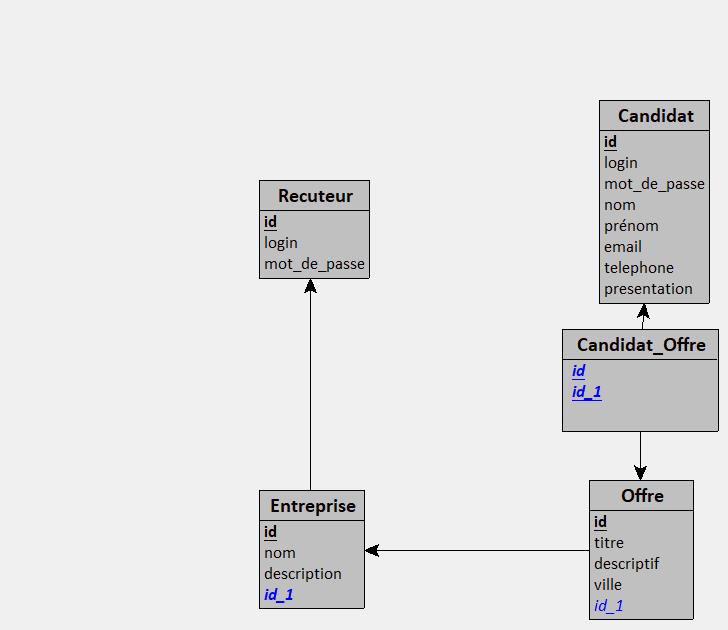 Candidat
id
login
mot_de_passe
nom
prénom
email
telephone
presentation
Recuteur
id
login
mot_de_passe
Candidat_Offre
id
id_1
Entreprise
id
nom
description
id_1
Offre
id
titre
descriptif
ville
id_1